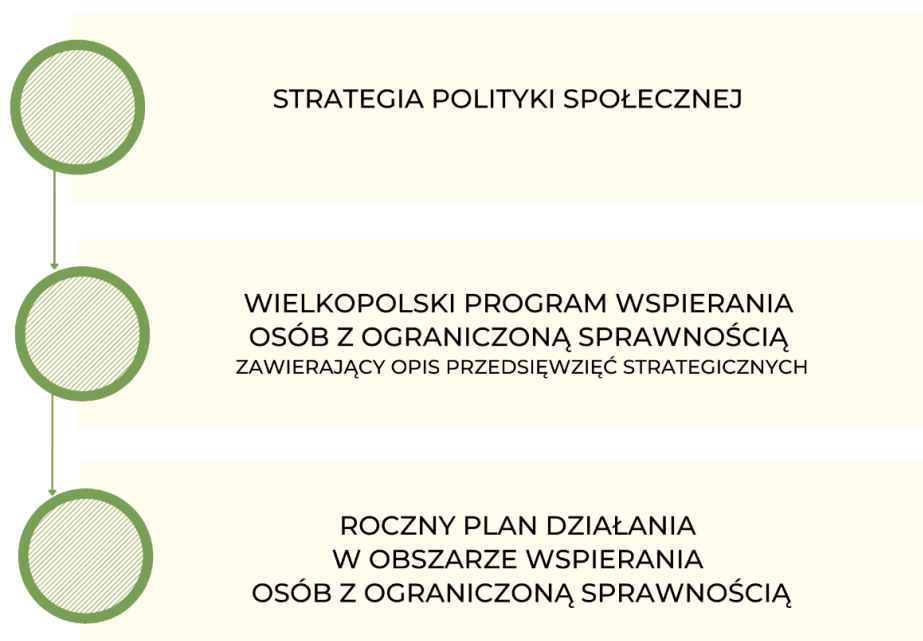 STRATEGIA POLITYKI SPOŁECZNEJ
WIELKOPOLSKI PROGRAM WSPIERANIA
OSÓB Z OGRANICZONĄ SPRAWNOŚCIĄ
ZAWIERAJĄCY OPIS PRZEDSIĘWZIĘĆ STRATEGICZNYCH
ROCZNY PLAN DZIAŁANIA
W OBSZARZE WSPIERANIA
OSÓB Z OGRANICZONĄ SPRAWNOŚCIĄ